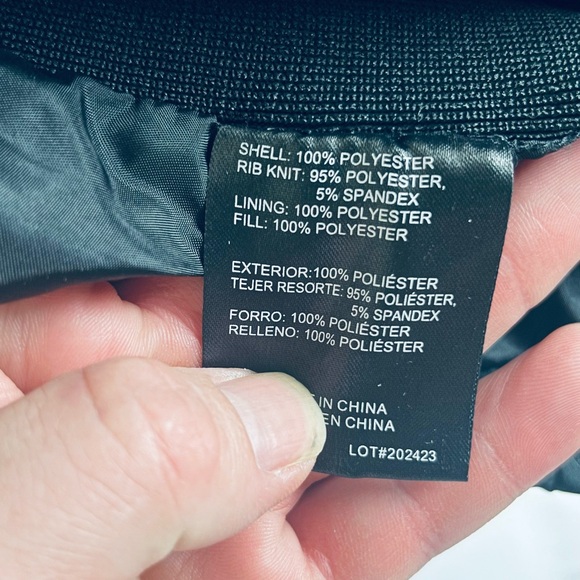 SHELL: 100% POLYESTER
RIB KNIT: 95% POLYESTER,
5% SPANDEX
LINING: 100% POLYESTER
FILL: 100% POLYESTER
EXTERIOR:100% POLIÉSTER
TEJER RESORTE: 95% POLIÉSTER,
5% SPANDEX
FORRO: 100% POLIÉSTER
RELLENO: 100% POLIÉSTER
IN CHINA
EN CHINA
LOT#202423